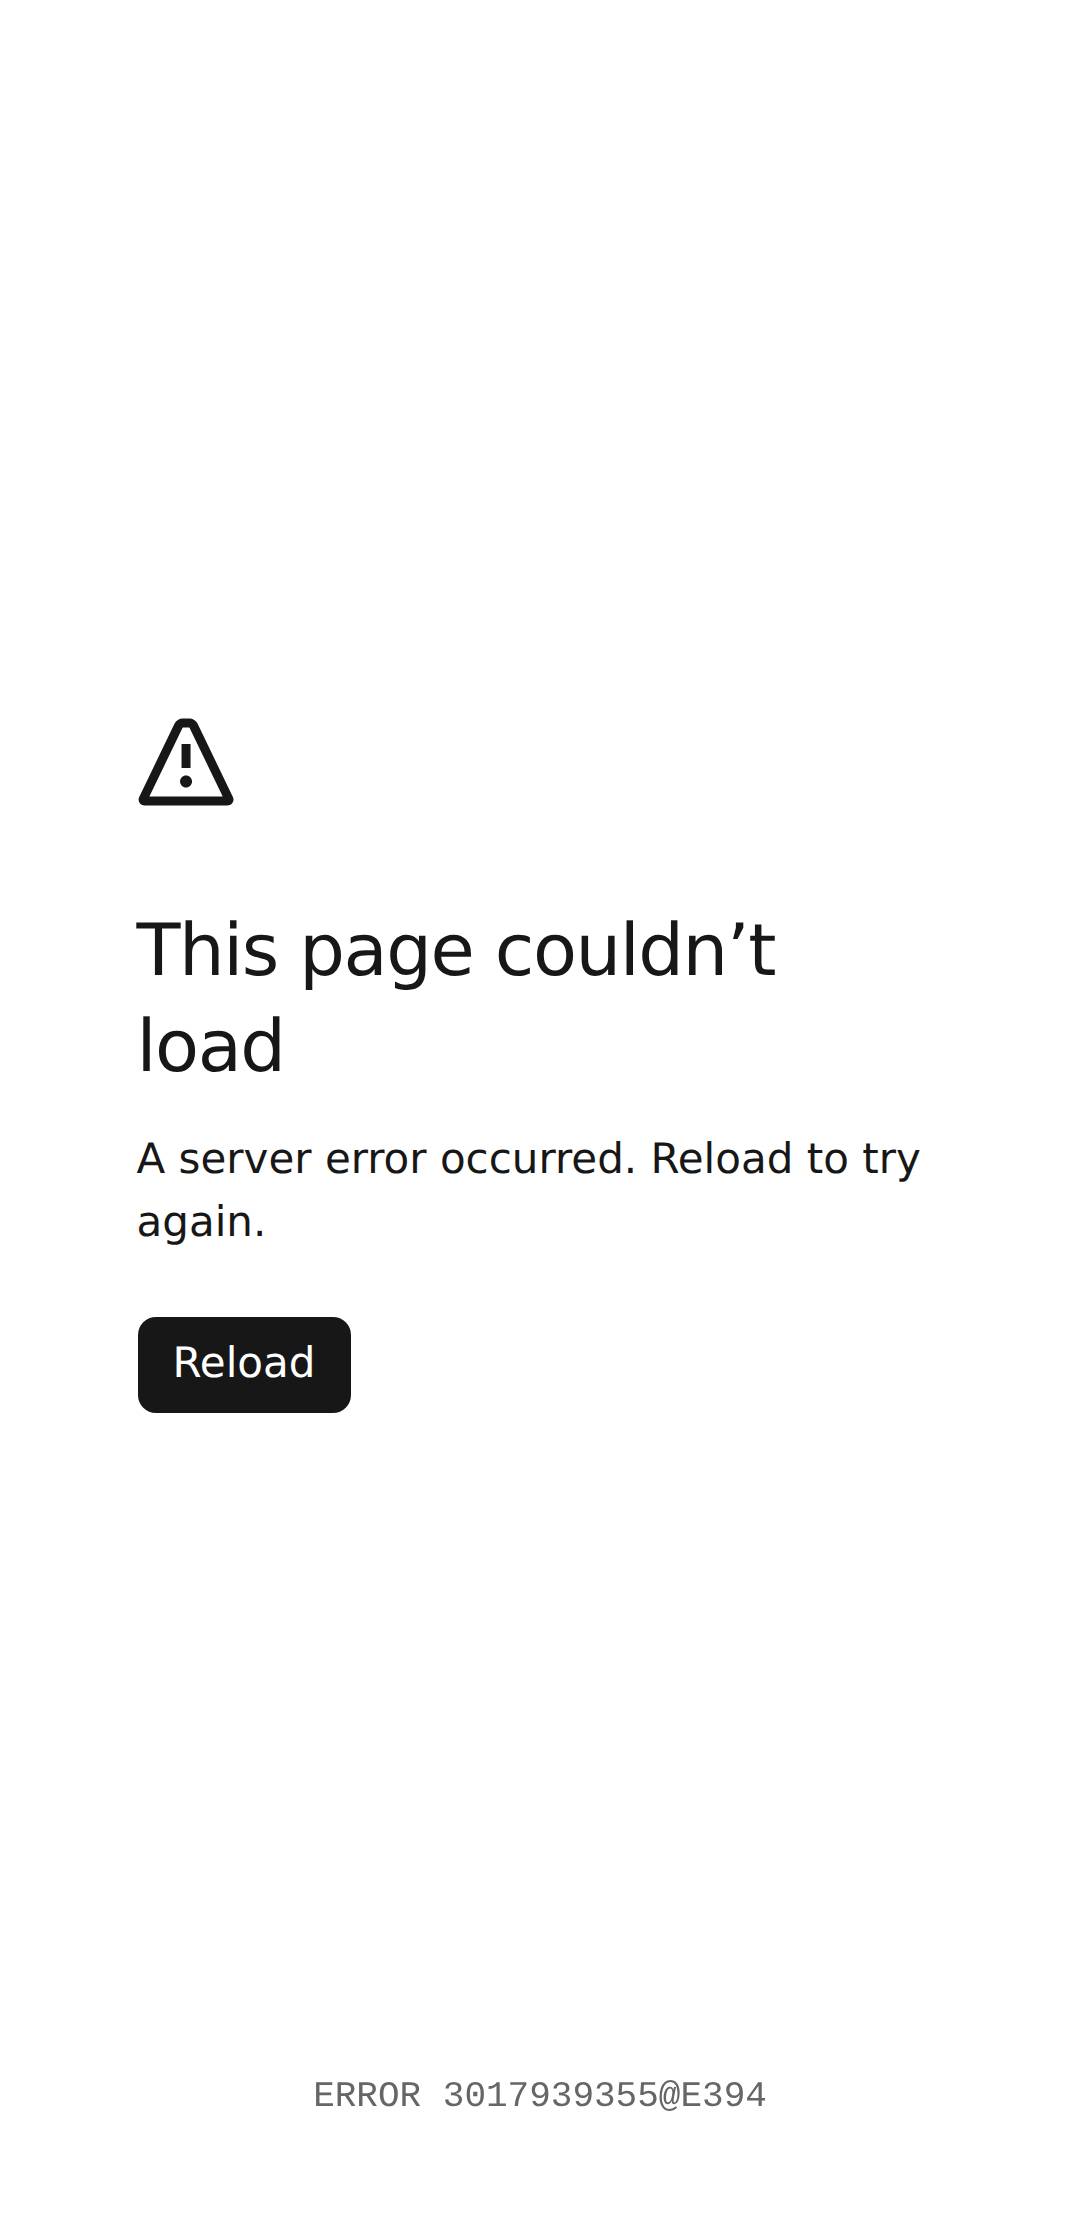 This page couldn’t
load
A server error occurred. Reload to try
again.
Reload
ERROR 3017939355@E394